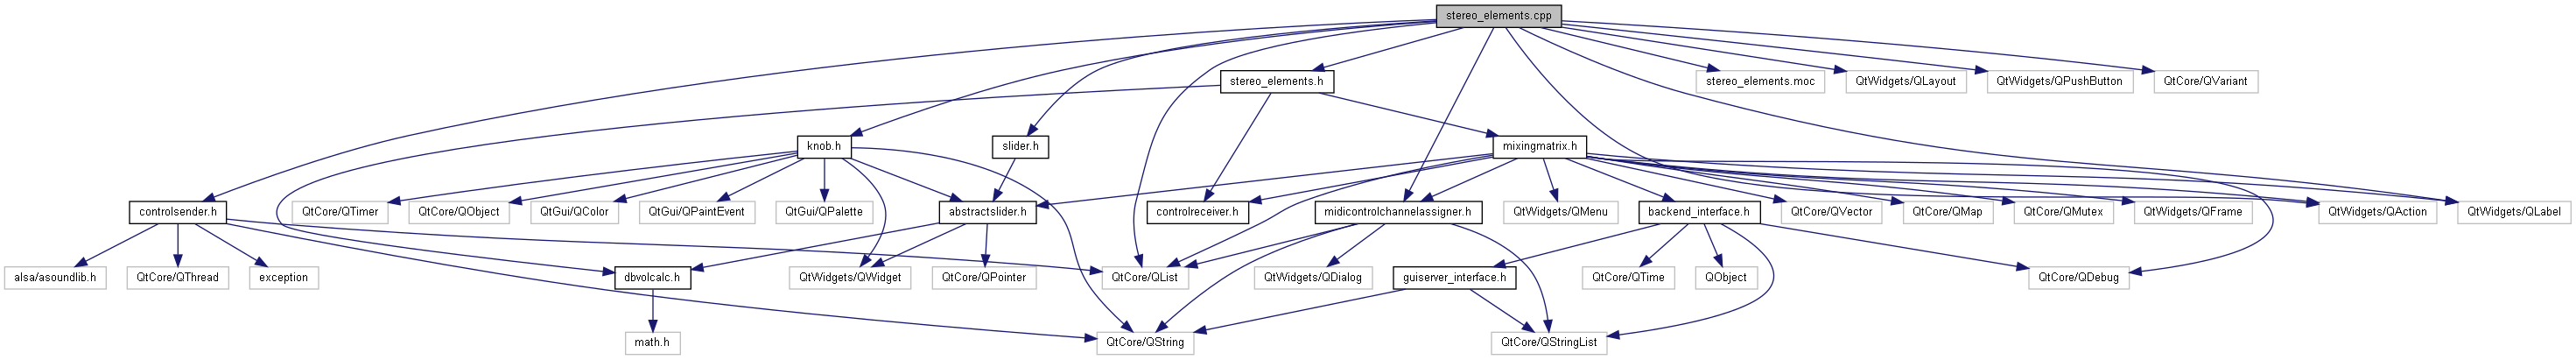 stereo_elements.cpp
stereo_elements.h
stereo_elements.moc
QtWidgets/QLayout
QtWidgets/QPushButton
QtCore/QVariant
knob.h
slider.h
mixingmatrix.h
controlsender.h
QtCore/QTimer
QtCore/QObject
QtGui/QColor
QtGui/QPaintEvent
QtGui/QPalette
abstractslider.h
controlreceiver.h
midicontrolchannelassigner.h
QtWidgets/QMenu
backend_interface.h
QtCore/QVector
QtCore/QMap
QtCore/QMutex
QtWidgets/QFrame
QtWidgets/QAction
QtWidgets/QLabel
alsa/asoundlib.h
QtCore/QThread
exception
dbvolcalc.h
QtWidgets/QWidget
QtCore/QPointer
QtCore/QList
QtWidgets/QDialog
guiserver_interface.h
QtCore/QTime
QObject
QtCore/QDebug
math.h
QtCore/QString
QtCore/QStringList